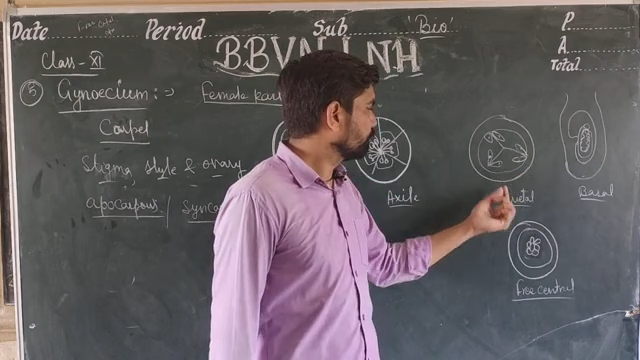 Date Period Sub 'Bio' P.
A.
Total
BBVN JNH
Class - XI
⑤ Gynoecium :→ Female
Carpel
Stigma, style & ovary
apocarpous /
Axile
Basal
Free central